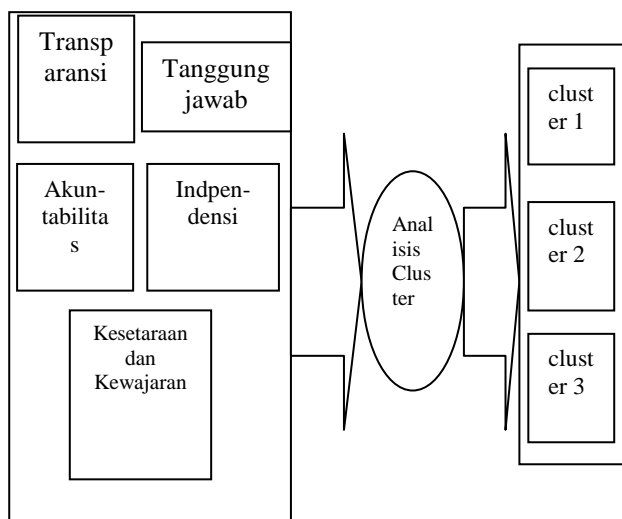 Transp
aransi
Tanggung
jawab
Akun-
tabilita
s
Indpen-
densi
Kesetaraan
dan
Kewajaran
Anal
isis
Clus
ter
clust
er 1
clust
er 2
clust
er 3